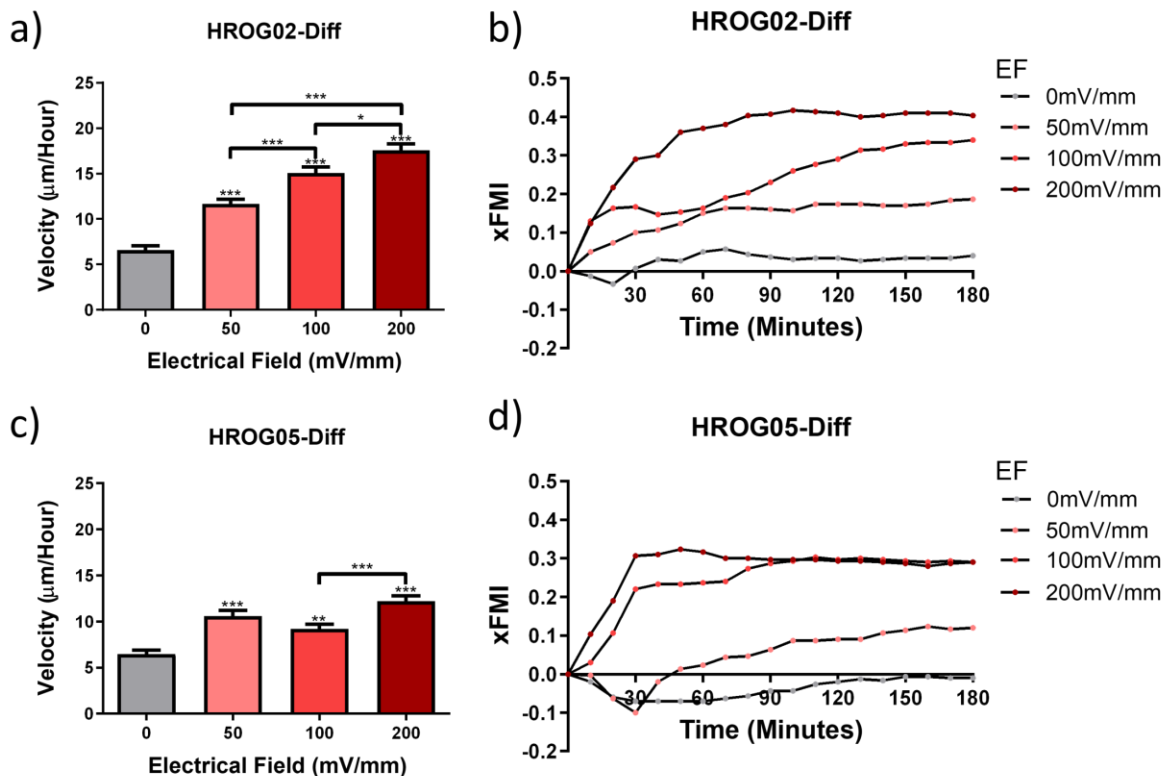 a)
HROG02-Diff
Velocity (μm/Hour)
25
20
15
10
5
0
***
*
***
***
***
***
0 50 100 200
Electrical Field (mV/mm)
b)
HROG02-Diff
xFMI
0.5
0.4
0.3
0.2
0.1
0.0
-0.1
-0.2
30 60 90 120 150 180
Time (Minutes)
EF
0mV/mm
50mV/mm
100mV/mm
200mV/mm
c)
HROG05-Diff
Velocity (μm/Hour)
25
20
15
10
5
0
***
***
**
***
0 50 100 200
Electrical Field (mV/mm)
d)
HROG05-Diff
xFMI
0.5
0.4
0.3
0.2
0.1
0.0
-0.1
-0.2
30 60 90 120 150 180
Time (Minutes)
EF
0mV/mm
50mV/mm
100mV/mm
200mV/mm